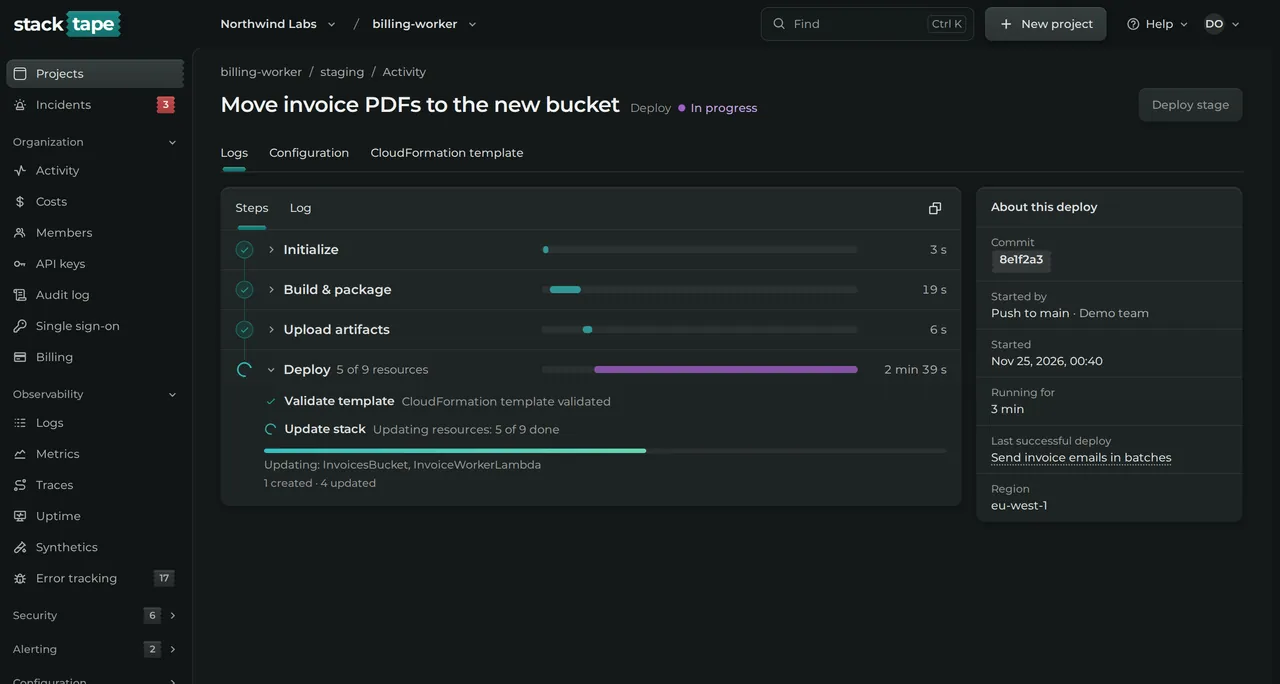 stack tape
Northwind Labs / billing-worker
Find Ctrl K
New project
Help
DO
Projects
Incidents 3
Organization
Activity
Costs
Members
API keys
Audit log
Single sign-on
Billing
Observability
Logs
Metrics
Traces
Uptime
Synthetics
Error tracking 17
Security 6
Alerting 2
Configuration
billing-worker / staging / Activity
Move invoice PDFs to the new bucket Deploy In progress
Deploy stage
Logs Configuration CloudFormation template
Steps Log
Initialize 3 s
Build & package 19 s
Upload artifacts 6 s
Deploy 5 of 9 resources 2 min 39 s
Validate template CloudFormation template validated
Update stack Updating resources: 5 of 9 done
Updating: InvoicesBucket, InvoiceWorkerLambda
1 created · 4 updated
About this deploy
Commit
8e1f2a3
Started by
Push to main · Demo team
Started
Nov 25, 2026, 00:40
Running for
3 min
Last successful deploy
Send invoice emails in batches
Region
eu-west-1